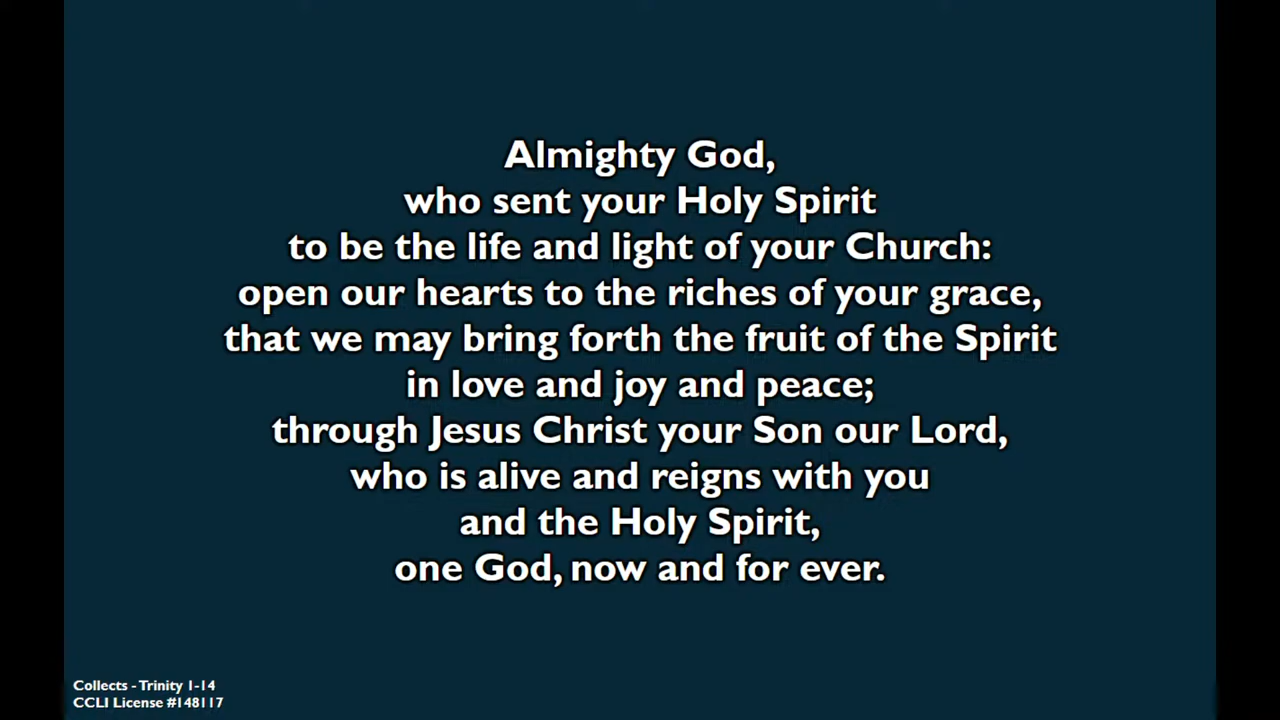 Almighty God,
who sent your Holy Spirit
to be the life and light of your Church:
open our hearts to the riches of your grace,
that we may bring forth the fruit of the Spirit
in love and joy and peace;
through Jesus Christ your Son our Lord,
who is alive and reigns with you
and the Holy Spirit,
one God, now and for ever.
Collects - Trinity 1-14
CCLI License #148117